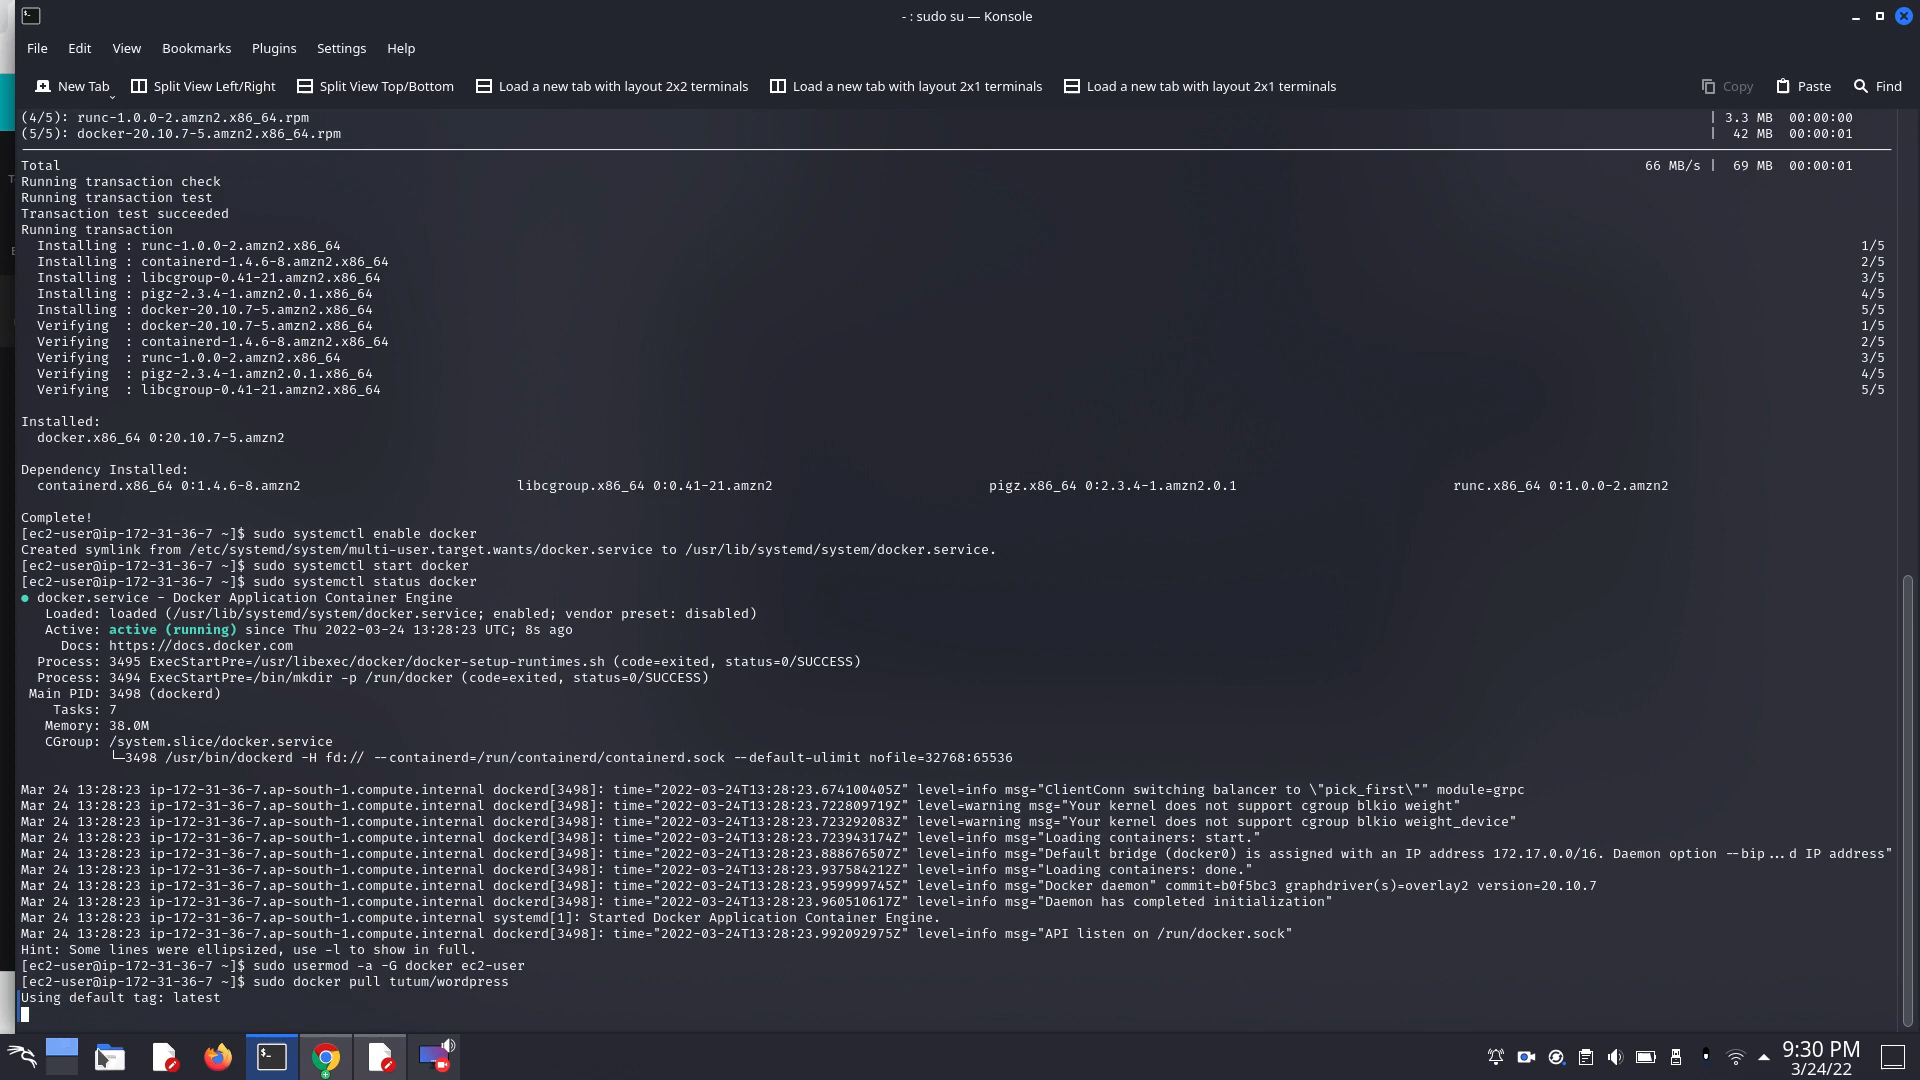 - : sudo su — Konsole
File Edit View Bookmarks Plugins Settings Help
New Tab Split View Left/Right Split View Top/Bottom Load a new tab with layout 2x2 terminals Load a new tab with layout 2x1 terminals Load a new tab with layout 2x1 terminals Copy Paste Find
(4/5): runc-1.0.0-2.amzn2.x86_64.rpm | 3.3 MB 00:00:00
(5/5): docker-20.10.7-5.amzn2.x86_64.rpm | 42 MB 00:00:01
Total 66 MB/s | 69 MB 00:00:01
Running transaction check
Running transaction test
Transaction test succeeded
Running transaction
Installing : runc-1.0.0-2.amzn2.x86_64 1/5
Installing : containerd-1.4.6-8.amzn2.x86_64 2/5
Installing : libcgroup-0.41-21.amzn2.x86_64 3/5
Installing : pigz-2.3.4-1.amzn2.0.1.x86_64 4/5
Installing : docker-20.10.7-5.amzn2.x86_64 5/5
Verifying : docker-20.10.7-5.amzn2.x86_64 1/5
Verifying : containerd-1.4.6-8.amzn2.x86_64 2/5
Verifying : runc-1.0.0-2.amzn2.x86_64 3/5
Verifying : pigz-2.3.4-1.amzn2.0.1.x86_64 4/5
Verifying : libcgroup-0.41-21.amzn2.x86_64 5/5
Installed:
docker.x86_64 0:20.10.7-5.amzn2
Dependency Installed:
containerd.x86_64 0:1.4.6-8.amzn2 libcgroup.x86_64 0:0.41-21.amzn2 pigz.x86_64 0:2.3.4-1.amzn2.0.1 runc.x86_64 0:1.0.0-2.amzn2
Complete!
[ec2-user@ip-172-31-36-7 ~]$ sudo systemctl enable docker
Created symlink from /etc/systemd/system/multi-user.target.wants/docker.service to /usr/lib/systemd/system/docker.service.
[ec2-user@ip-172-31-36-7 ~]$ sudo systemctl start docker
[ec2-user@ip-172-31-36-7 ~]$ sudo systemctl status docker
● docker.service - Docker Application Container Engine
Loaded: loaded (/usr/lib/systemd/system/docker.service; enabled; vendor preset: disabled)
Active: active (running) since Thu 2022-03-24 13:28:23 UTC; 8s ago
Docs: https://docs.docker.com
Process: 3495 ExecStartPre=/usr/libexec/docker/docker-setup-runtimes.sh (code=exited, status=0/SUCCESS)
Process: 3494 ExecStartPre=/bin/mkdir -p /run/docker (code=exited, status=0/SUCCESS)
Main PID: 3498 (dockerd)
Tasks: 7
Memory: 38.0M
CGroup: /system.slice/docker.service
└─3498 /usr/bin/dockerd -H fd:// --containerd=/run/containerd/containerd.sock --default-ulimit nofile=32768:65536
Mar 24 13:28:23 ip-172-31-36-7.ap-south-1.compute.internal dockerd[3498]: time="2022-03-24T13:28:23.674100405Z" level=info msg="ClientConn switching balancer to \"pick_first\"" module=grpc
Mar 24 13:28:23 ip-172-31-36-7.ap-south-1.compute.internal dockerd[3498]: time="2022-03-24T13:28:23.722809719Z" level=warning msg="Your kernel does not support cgroup blkio weight"
Mar 24 13:28:23 ip-172-31-36-7.ap-south-1.compute.internal dockerd[3498]: time="2022-03-24T13:28:23.723292083Z" level=warning msg="Your kernel does not support cgroup blkio weight_device"
Mar 24 13:28:23 ip-172-31-36-7.ap-south-1.compute.internal dockerd[3498]: time="2022-03-24T13:28:23.723943174Z" level=info msg="Loading containers: start."
Mar 24 13:28:23 ip-172-31-36-7.ap-south-1.compute.internal dockerd[3498]: time="2022-03-24T13:28:23.888676507Z" level=info msg="Default bridge (docker0) is assigned with an IP address 172.17.0.0/16. Daemon option --bip...d IP address"
Mar 24 13:28:23 ip-172-31-36-7.ap-south-1.compute.internal dockerd[3498]: time="2022-03-24T13:28:23.937584212Z" level=info msg="Loading containers: done."
Mar 24 13:28:23 ip-172-31-36-7.ap-south-1.compute.internal dockerd[3498]: time="2022-03-24T13:28:23.959999745Z" level=info msg="Docker daemon" commit=b0f5bc3 graphdriver(s)=overlay2 version=20.10.7
Mar 24 13:28:23 ip-172-31-36-7.ap-south-1.compute.internal dockerd[3498]: time="2022-03-24T13:28:23.960510617Z" level=info msg="Daemon has completed initialization"
Mar 24 13:28:23 ip-172-31-36-7.ap-south-1.compute.internal systemd[1]: Started Docker Application Container Engine.
Mar 24 13:28:23 ip-172-31-36-7.ap-south-1.compute.internal dockerd[3498]: time="2022-03-24T13:28:23.992092975Z" level=info msg="API listen on /run/docker.sock"
Hint: Some lines were ellipsized, use -l to show in full.
[ec2-user@ip-172-31-36-7 ~]$ sudo usermod -a -G docker ec2-user
[ec2-user@ip-172-31-36-7 ~]$ sudo docker pull tutum/wordpress
Using default tag: latest
9:30 PM
3/24/22